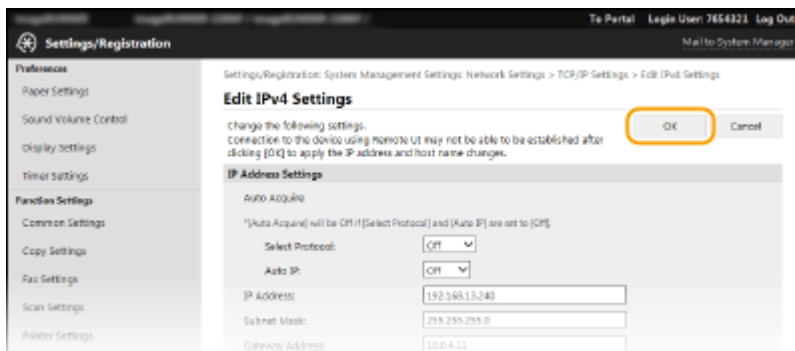 To Portal Login User: 7654321 Log Out
Settings/Registration
Mail to System Manager
Preferences
Paper Settings
Sound Volume Control
Display Settings
Timer Settings
Function Settings
Common Settings
Copy Settings
Fax Settings
Scan Settings
Printer Settings
Settings/Registration: System Management Settings: Network Settings > TCP/IP Settings > Edit IPv4 Settings
Edit IPv4 Settings
Change the following settings.
Connection to the device using Remote UI may not be able to be established after
clicking [OK] to apply the IP address and host name changes.
OK
Cancel
IP Address Settings
Auto Acquire
*[Auto Acquire] will be Off if [Select Protocol] and [Auto IP] are set to [Off].
Select Protocol: Off
Auto IP: Off
IP Address: 192.168.13.240
Subnet Mask: 255.255.255.0
Gateway Address: 10.0.4.11